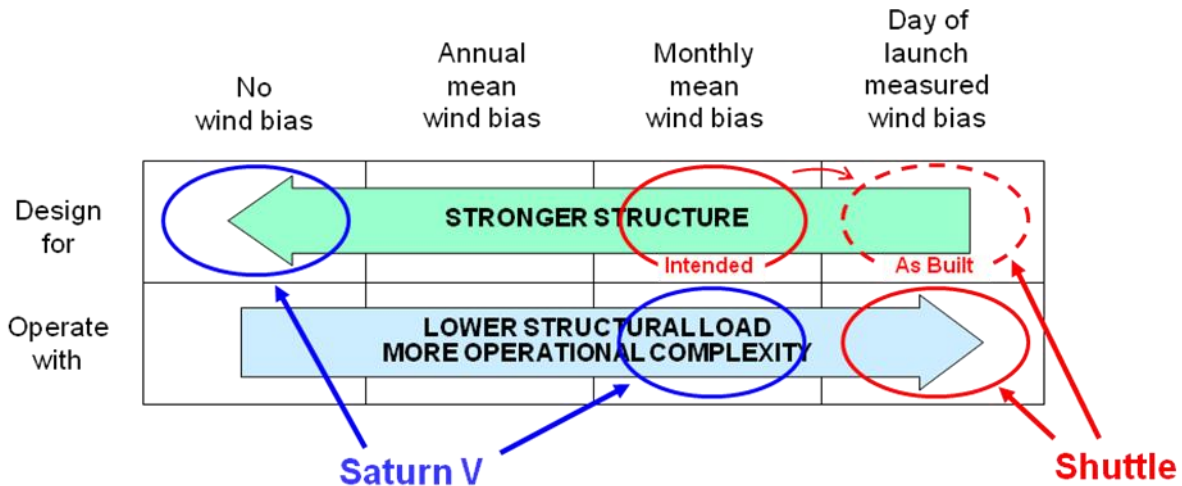 No
wind bias
Annual
mean
wind bias
Monthly
mean
wind bias
Day of
launch
measured
wind bias
Design
for
STRONGER STRUCTURE
Intended
As Built
Operate
with
LOWER STRUCTURAL LOAD
MORE OPERATIONAL COMPLEXITY
Saturn V
Shuttle